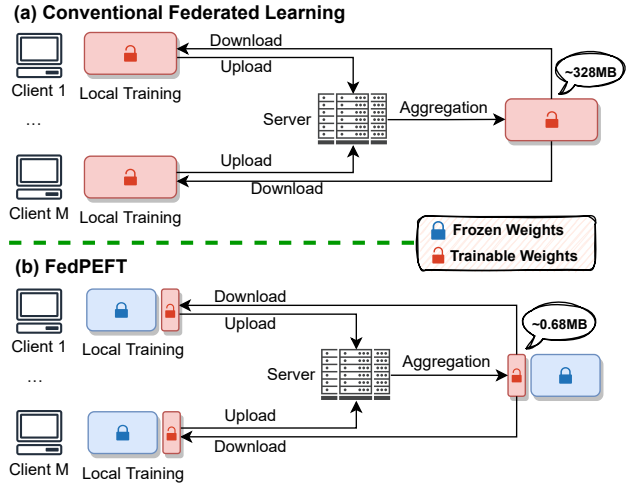 (a) Conventional Federated Learning
Download
Upload
~328MB
Client 1
Local Training
...
Server
Aggregation
Upload
Download
Client M
Local Training
Frozen Weights
Trainable Weights
(b) FedPEFT
Download
Upload
~0.68MB
Client 1
Local Training
...
Server
Aggregation
Upload
Download
Client M
Local Training